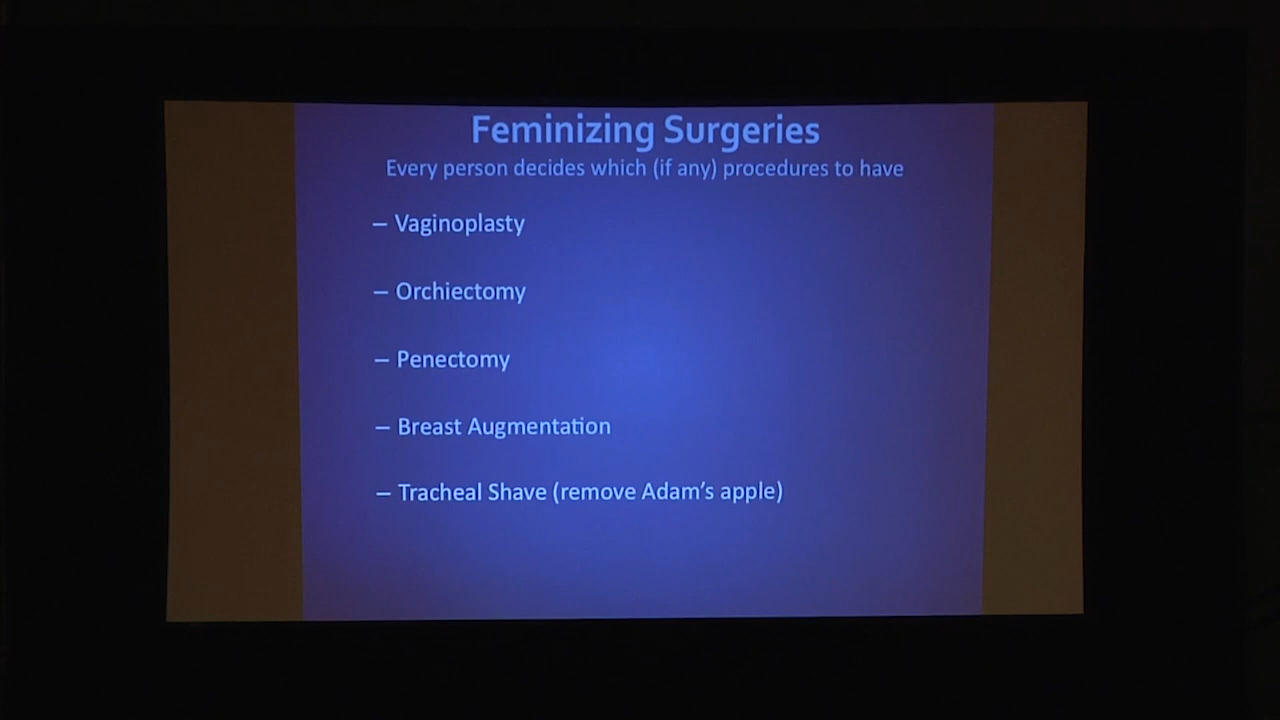 Feminizing Surgeries
Every person decides which (if any) procedures to have
– Vaginoplasty
– Orchiectomy
– Penectomy
– Breast Augmentation
– Tracheal Shave (remove Adam’s apple)